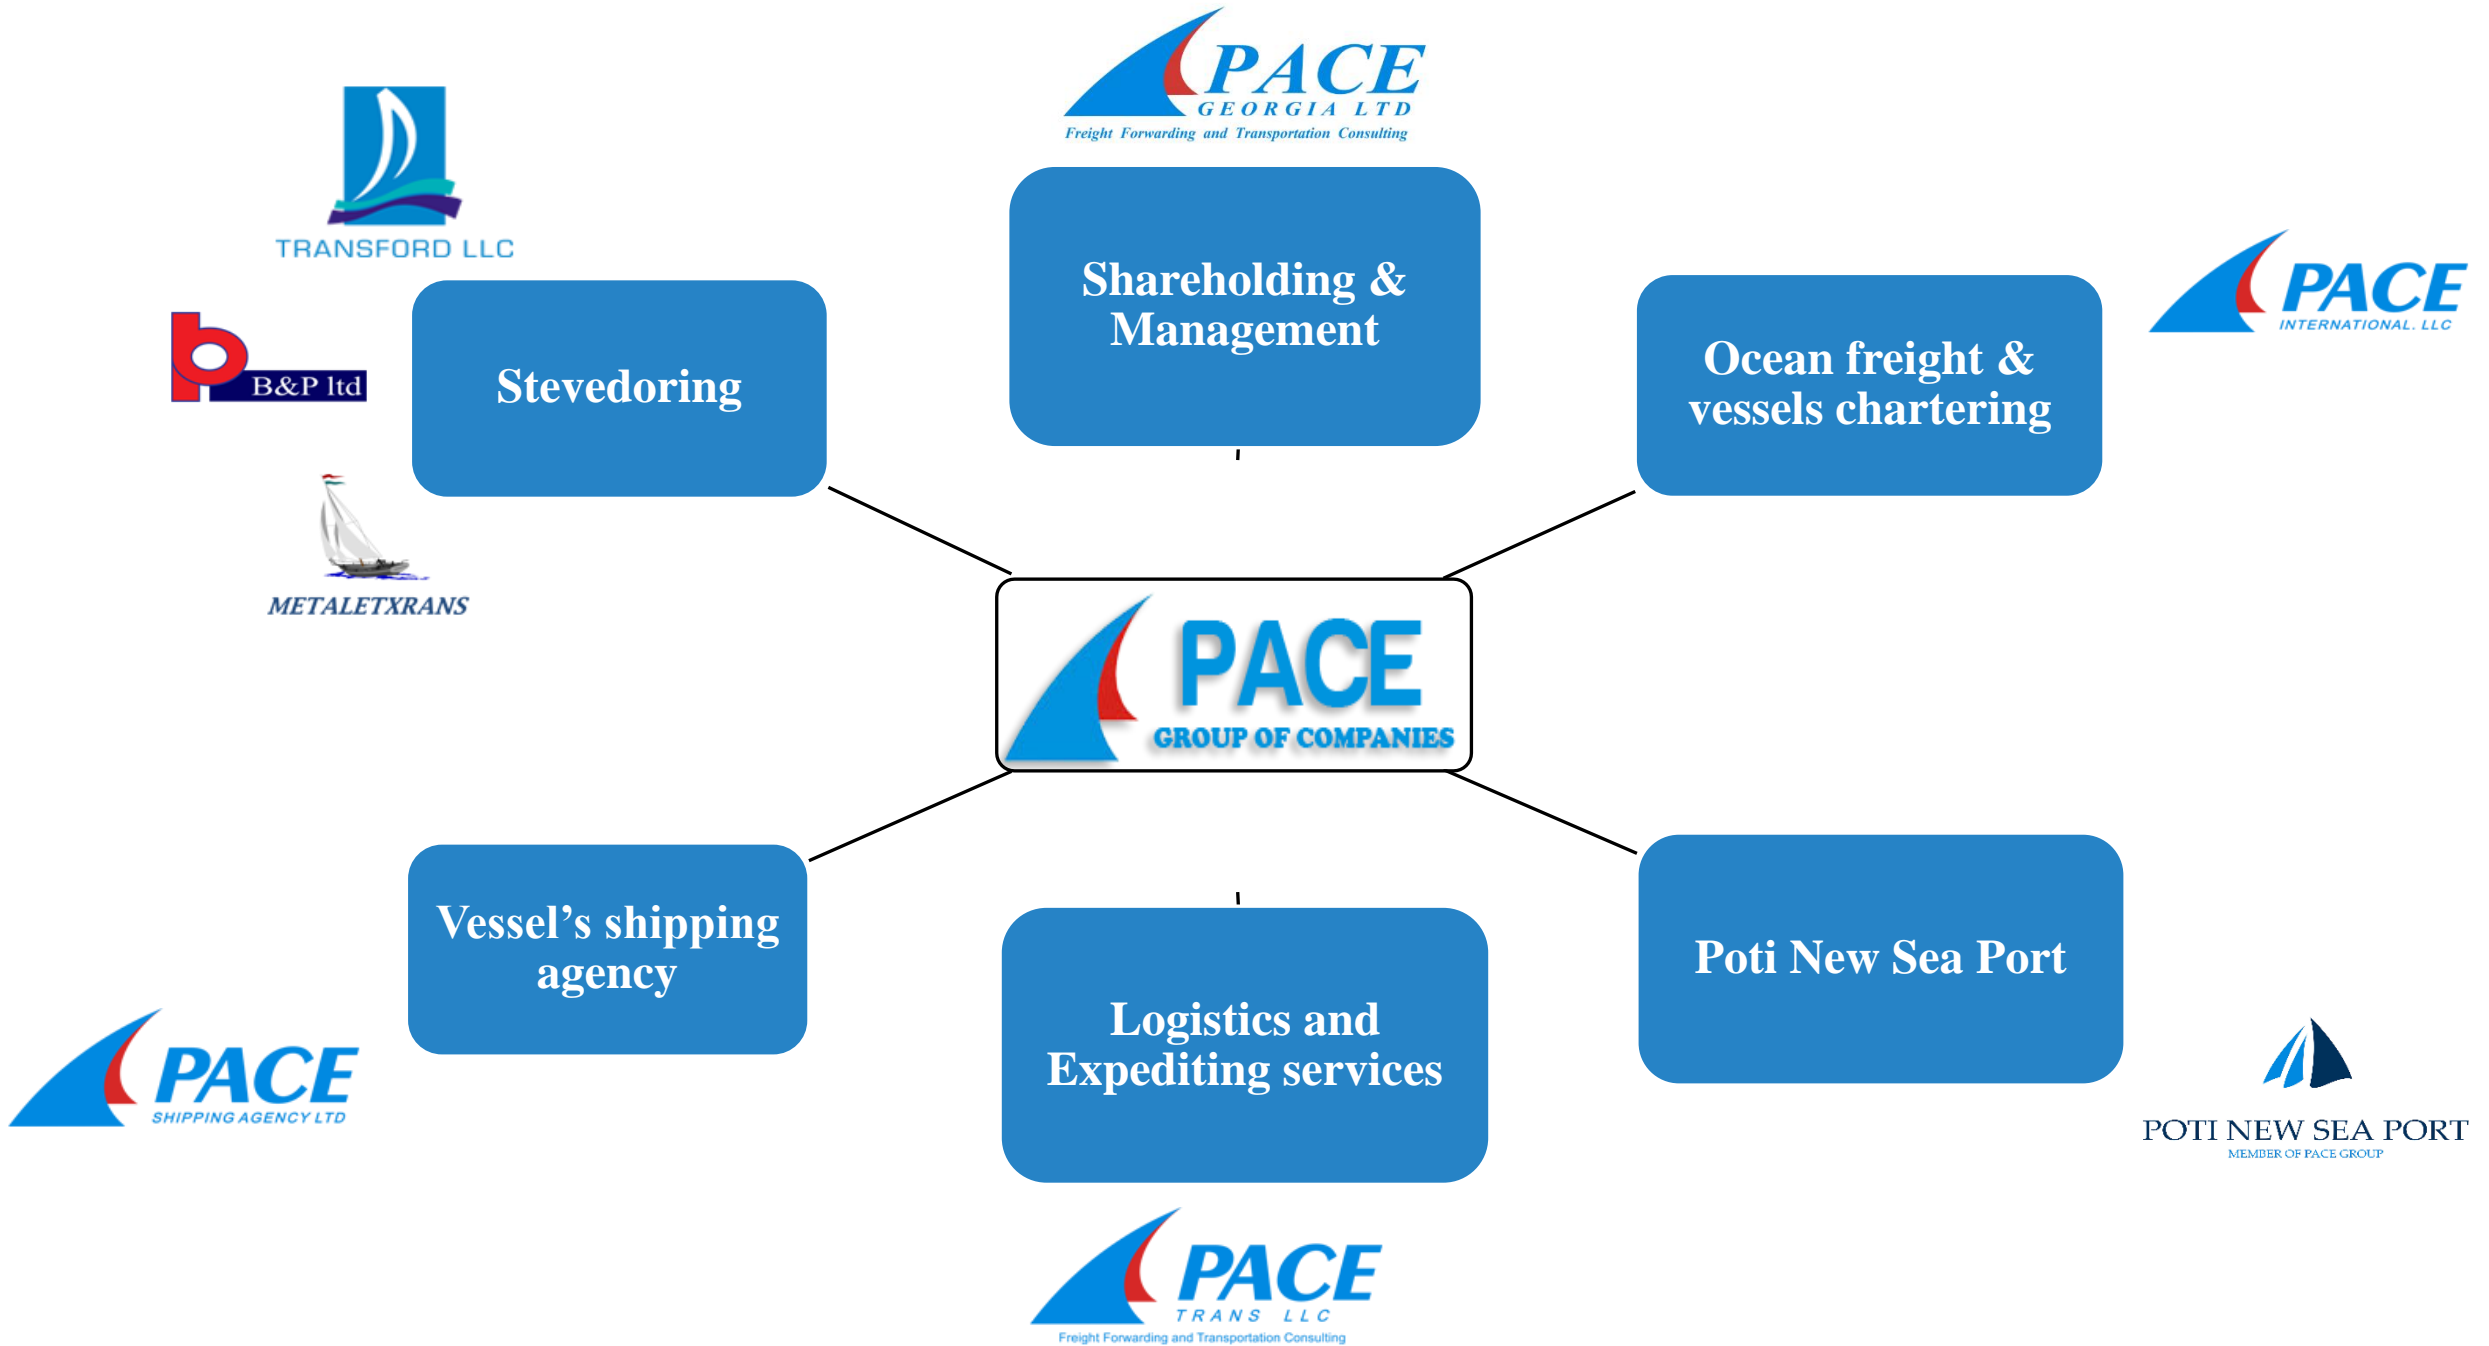 PACE
GEORGIA LTD
Freight Forwarding and Transportation Consulting
TRANSFORD LLC
Shareholding &
Management
PACE
INTERNATIONAL. LLC
Ocean freight &
vessels chartering
Stevedoring
B&P ltd
METALETXRANS
PACE
GROUP OF COMPANIES
Vessel’s shipping
agency
Poti New Sea Port
Logistics and
Expediting services
PACE
SHIPPING AGENCY LTD
POTI NEW SEA PORT
MEMBER OF PACE GROUP
PACE
TRANS LLC
Freight Forwarding and Transportation Consulting